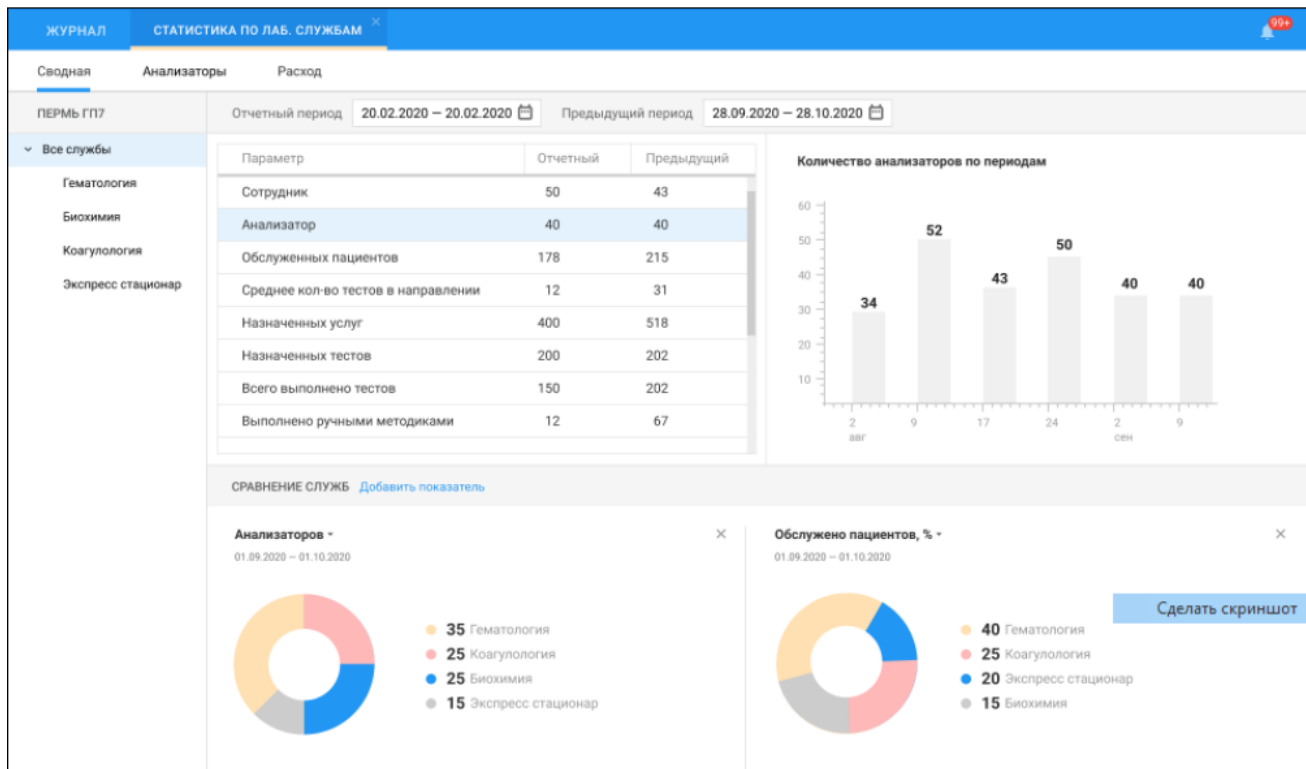 ЖУРНАЛ СТАТИСТИКА ПО ЛАБ. СЛУЖБАМ 99+
Сводная Анализаторы Расход
ПЕРМЬ ГП7 Отчетный период 20.02.2020 — 20.02.2020 Предыдущий период 28.09.2020 — 28.10.2020
Все службы
Гематология
Биохимия
Коагулология
Экспресс стационар
Параметр Отчетный Предыдущий
Сотрудник 50 43
Анализатор 40 40
Обслуженных пациентов 178 215
Среднее кол-во тестов в направлении 12 31
Назначенных услуг 400 518
Назначенных тестов 200 202
Всего выполнено тестов 150 202
Выполнено ручными методиками 12 67
Количество анализаторов по периодам
60
50
40
30
20
10
34 52 43 50 40 40
2 9 17 24 2 9
авг сен
СРАВНЕНИЕ СЛУЖБ Добавить показатель
Анализаторов
01.09.2020 — 01.10.2020
35 Гематология
25 Коагулология
25 Биохимия
15 Экспресс стационар
Обслужено пациентов, %
01.09.2020 — 01.10.2020
40 Гематология
25 Коагулология
20 Экспресс стационар
15 Биохимия
Сделать скриншот